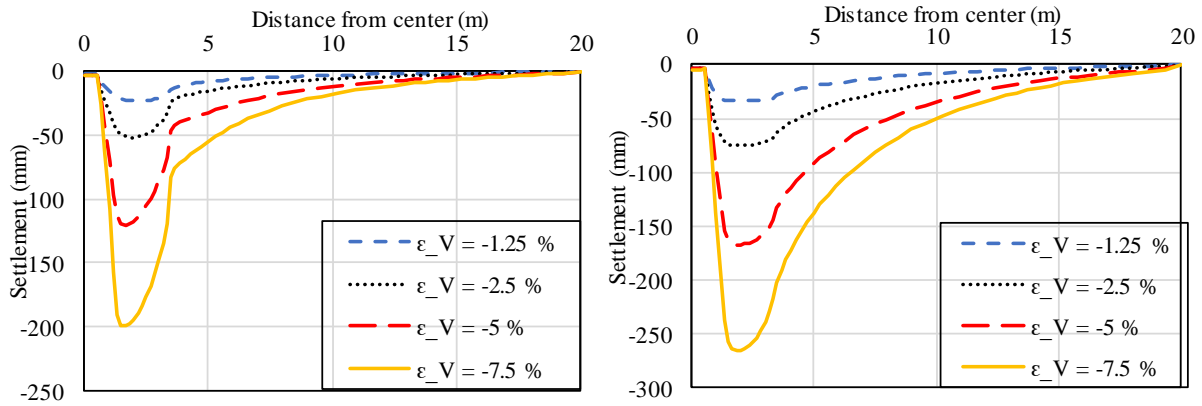 Distance from center (m)
0 5 10 15 20
0
-50
-100
-150
-200
-250
Settlement (mm)
ε_V = -1.25 %
ε_V = -2.5 %
ε_V = -5 %
ε_V = -7.5 %
Distance from center (m)
0 5 10 15 20
0
-50
-100
-150
-200
-250
-300
Settlement (mm)
ε_V = -1.25 %
ε_V = -2.5 %
ε_V = -5 %
ε_V = -7.5 %